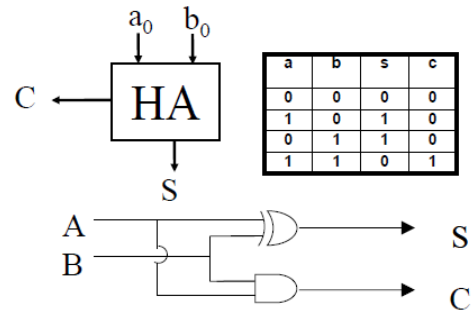 a₀ b₀
C HA
S
a b s c
0 0 0 0
1 0 1 0
0 1 1 0
1 1 0 1
A S
B
C